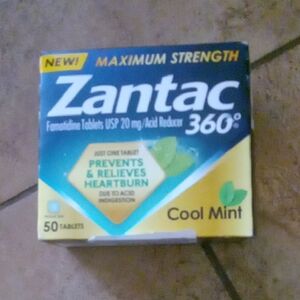 NEW! MAXIMUM STRENGTH
Zantac
360°
Famotidine Tablets USP 20 mg/Acid Reducer
JUST ONE TABLET
PREVENTS
& RELIEVES
HEARTBURN
DUE TO ACID
INDIGESTION
Cool Mint
50 TABLETS